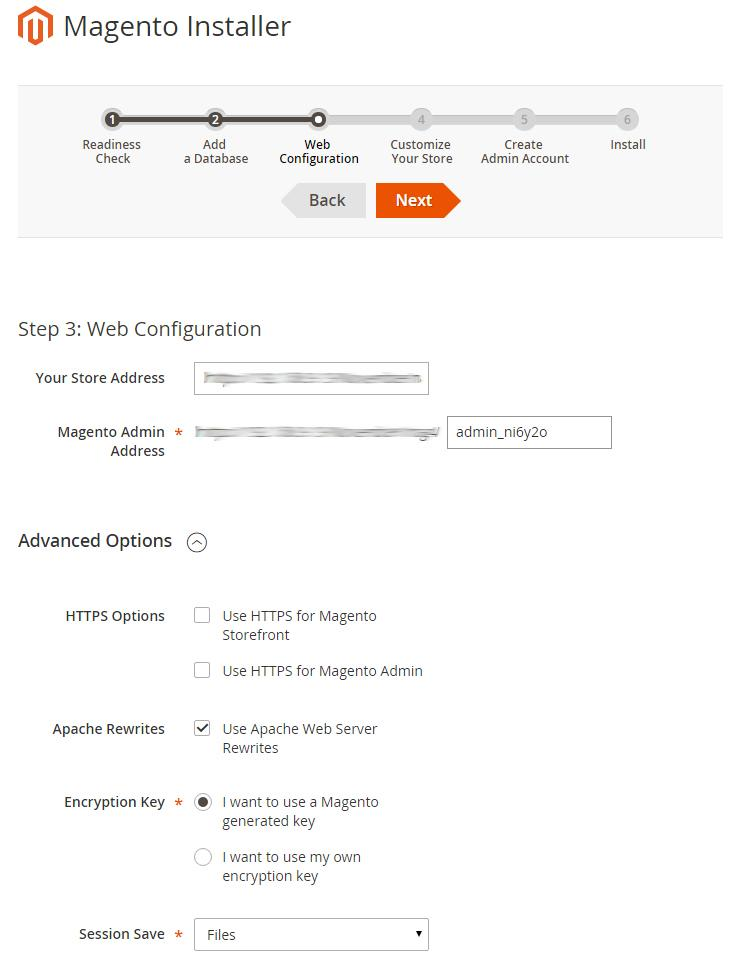 Magento Installer
1 2 4 5 6
Readiness Check
Add a Database
Web Configuration
Customize Your Store
Create Admin Account
Install
Back Next
Step 3: Web Configuration
Your Store Address
Magento Admin * admin_ni6y2o
Address
Advanced Options
HTTPS Options Use HTTPS for Magento
Storefront
Use HTTPS for Magento Admin
Apache Rewrites Use Apache Web Server
Rewrites
Encryption Key * I want to use a Magento
generated key
I want to use my own
encryption key
Session Save * Files